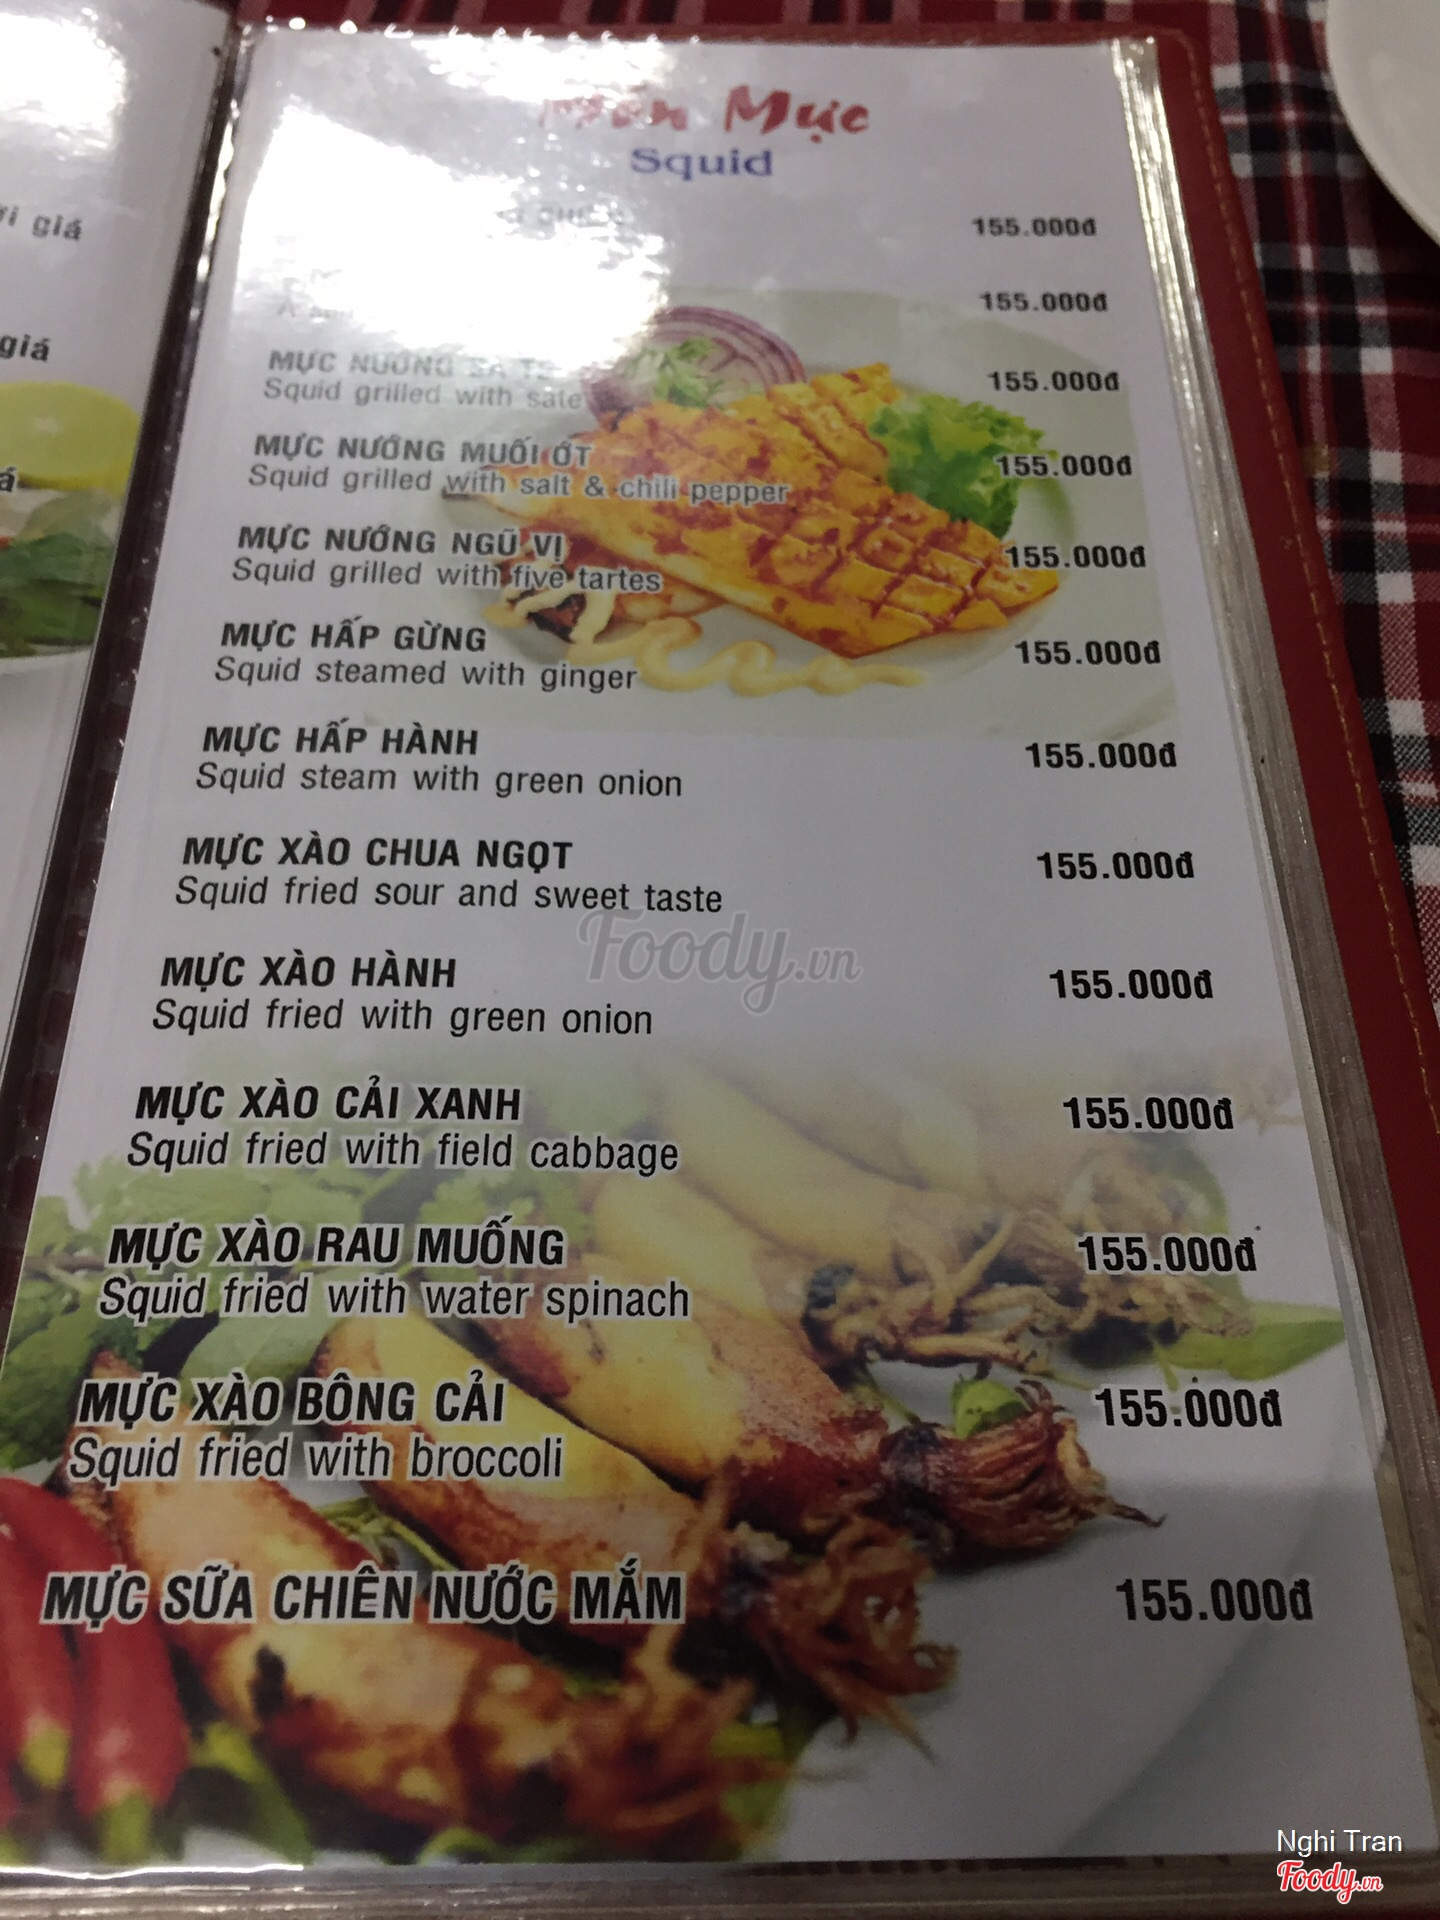 Món Mực
Squid
155.000đ
155.000đ
MỰC NƯỚNG SA TẾ 155.000đ
Squid grilled with sate
MỰC NƯỚNG MUỐI ỚT 155.000đ
Squid grilled with salt & chili pepper
MỰC NƯỚNG NGŨ VỊ 155.000đ
Squid grilled with five tartes
MỰC HẤP GỪNG 155.000đ
Squid steamed with ginger
MỰC HẤP HÀNH 155.000đ
Squid steam with green onion
MỰC XÀO CHUA NGỌT 155.000đ
Squid fried sour and sweet taste
MỰC XÀO HÀNH 155.000đ
Squid fried with green onion
MỰC XÀO CẢI XANH 155.000đ
Squid fried with field cabbage
MỰC XÀO RAU MUỐNG 155.000đ
Squid fried with water spinach
MỰC XÀO BÔNG CẢI 155.000đ
Squid fried with broccoli
MỰC SỮA CHIÊN NƯỚC MẮM 155.000đ
giá
giá
Foody.vn
Nghi Tran
Foody.vn